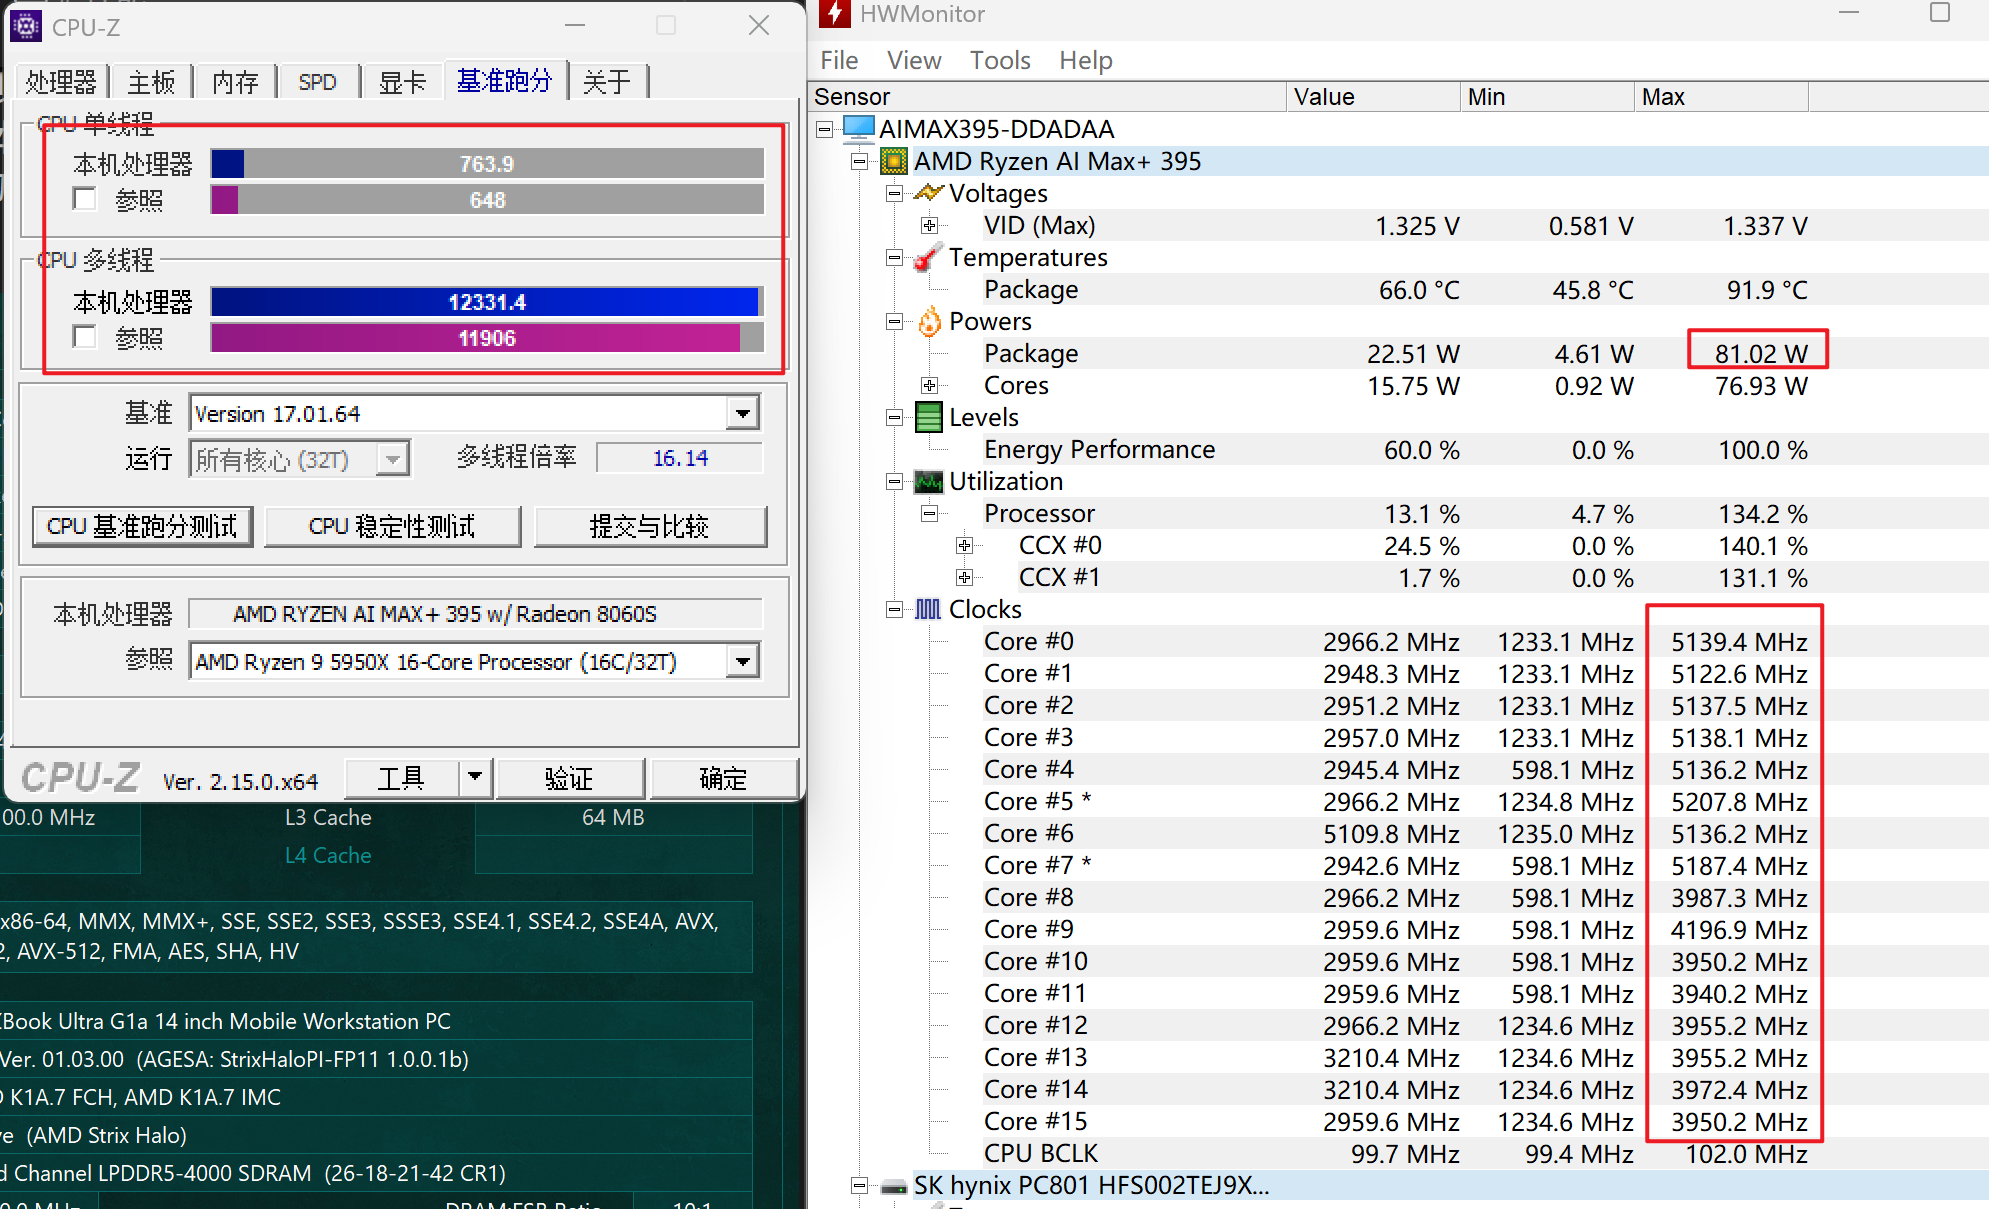 CPU-Z
处理器 主板 内存 SPD 显卡 基准跑分 关于
CPU 单线程
本机处理器 763.9
参照 648
CPU 多线程
本机处理器 12331.4
参照 11906
基准 Version 17.01.64
运行 所有核心 (32T) 多线程倍率 16.14
CPU 基准跑分测试 CPU 稳定性测试 提交与比较
本机处理器 AMD RYZEN AI MAX+ 395 w/ Radeon 8060S
参照 AMD Ryzen 9 5950X 16-Core Processor (16C/32T)
CPU-Z Ver. 2.15.0.x64 工具 验证 确定
00.0 MHz L3 Cache 64 MB
L4 Cache
x86-64, MMX, MMX+, SSE, SSE2, SSE3, SSSE3, SSE4.1, SSE4.2, SSE4A, AVX,
2, AVX-512, FMA, AES, SHA, HV
ZBook Ultra G1a 14 inch Mobile Workstation PC
Ver. 01.03.00 (AGESA: StrixHaloPI-FP11 1.0.0.1b)
K1A.7 FCH, AMD K1A.7 IMC
(AMD Strix Halo)
d Channel LPDDR5-4000 SDRAM (26-18-21-42 CR1)
HWMonitor
File View Tools Help
Sensor Value Min Max
AIMAX395-DDADAA
AMD Ryzen AI Max+ 395
Voltages
VID (Max) 1.325 V 0.581 V 1.337 V
Temperatures
Package 66.0 °C 45.8 °C 91.9 °C
Powers
Package 22.51 W 4.61 W 81.02 W
Cores 15.75 W 0.92 W 76.93 W
Levels
Energy Performance 60.0 % 0.0 % 100.0 %
Utilization
Processor 13.1 % 4.7 % 134.2 %
CCX #0 24.5 % 0.0 % 140.1 %
CCX #1 1.7 % 0.0 % 131.1 %
Clocks
Core #0 2966.2 MHz 1233.1 MHz 5139.4 MHz
Core #1 2948.3 MHz 1233.1 MHz 5122.6 MHz
Core #2 2951.2 MHz 1233.1 MHz 5137.5 MHz
Core #3 2957.0 MHz 1233.1 MHz 5138.1 MHz
Core #4 2945.4 MHz 598.1 MHz 5136.2 MHz
Core #5 * 2966.2 MHz 1234.8 MHz 5207.8 MHz
Core #6 5109.8 MHz 1235.0 MHz 5136.2 MHz
Core #7 * 2942.6 MHz 598.1 MHz 5187.4 MHz
Core #8 2966.2 MHz 598.1 MHz 3987.3 MHz
Core #9 2959.6 MHz 598.1 MHz 4196.9 MHz
Core #10 2959.6 MHz 598.1 MHz 3950.2 MHz
Core #11 2959.6 MHz 598.1 MHz 3940.2 MHz
Core #12 2966.2 MHz 1234.6 MHz 3955.2 MHz
Core #13 3210.4 MHz 1234.6 MHz 3955.2 MHz
Core #14 3210.4 MHz 1234.6 MHz 3972.4 MHz
Core #15 2959.6 MHz 1234.6 MHz 3950.2 MHz
CPU BCLK 99.7 MHz 99.4 MHz 102.0 MHz
SK hynix PC801 HFS002TEJ9X...